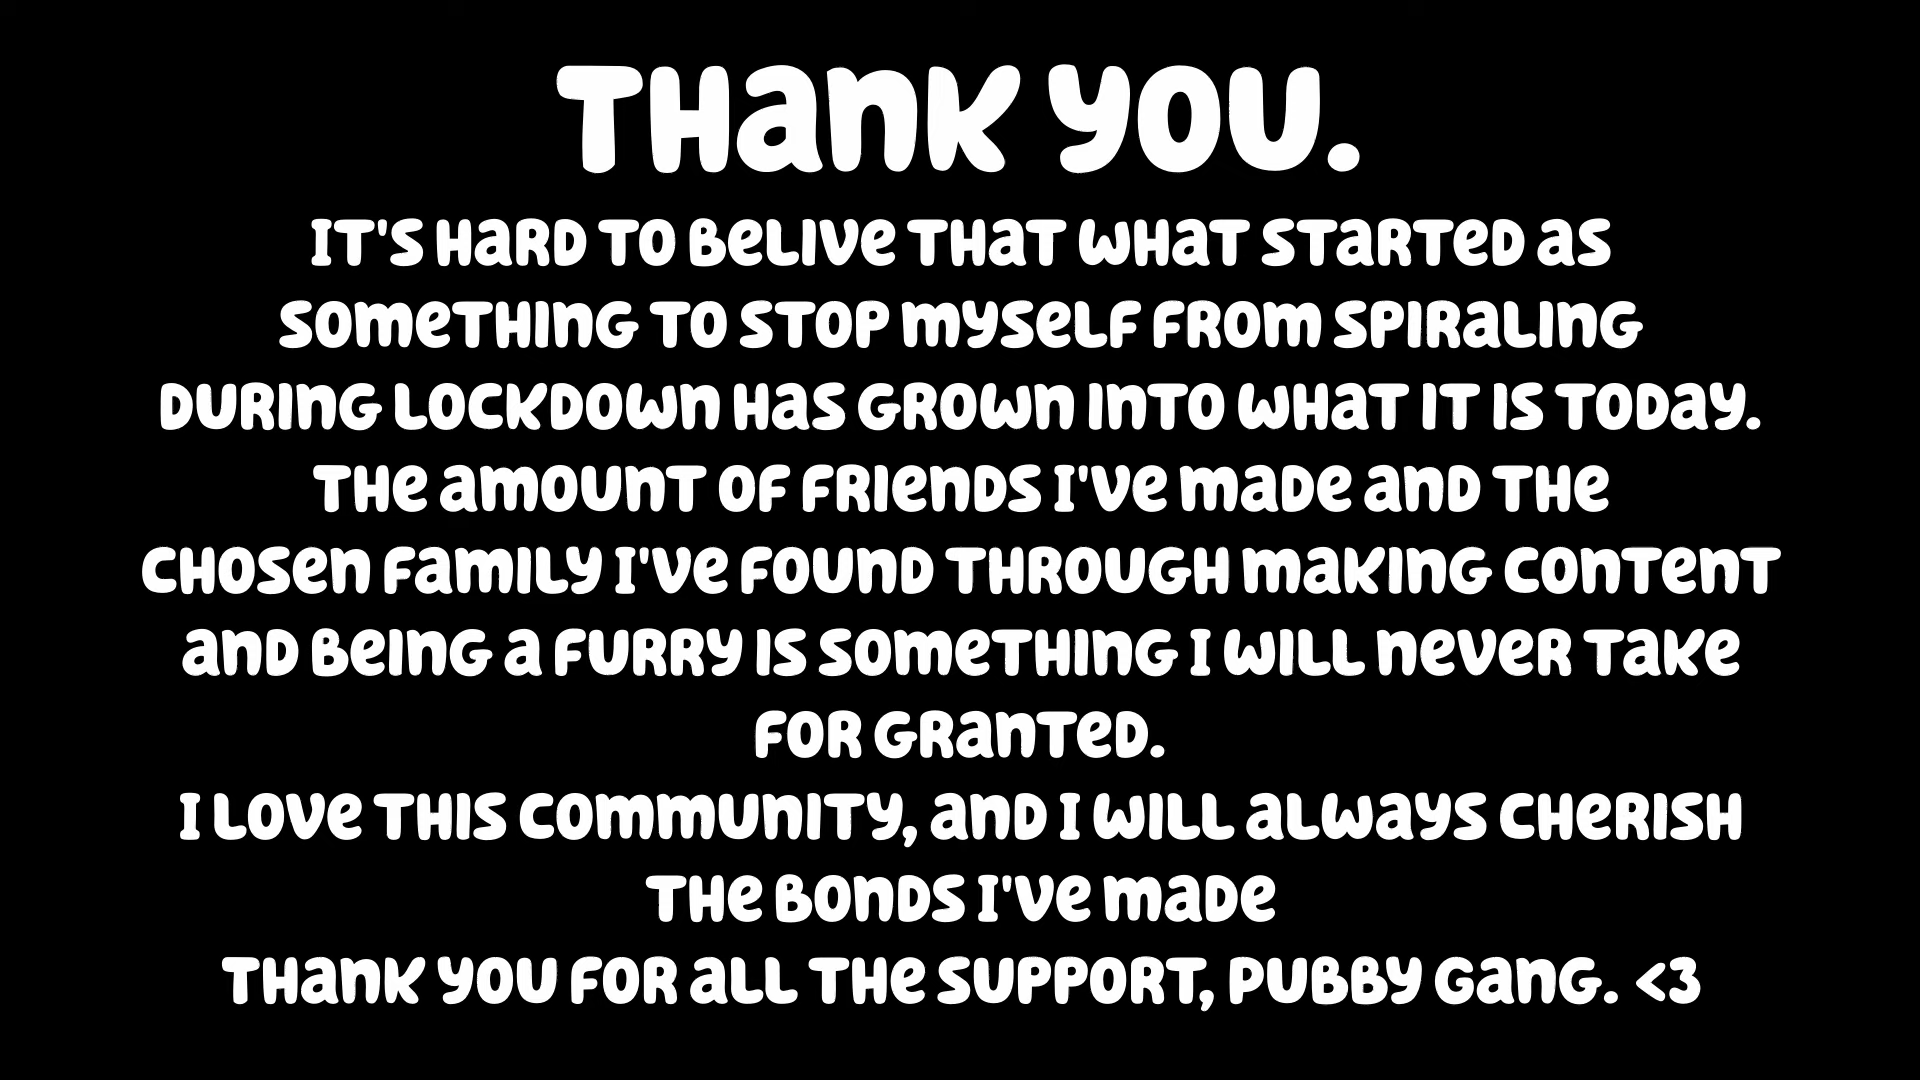 Thank you.
It's hard to belive that what started as
something to stop myself from spiraling
during lockdown has grown into what it is today.
The amount of friends I've made and the
chosen family I've found through making content
and being a furry is something I will never take
for granted.
I love this community, and I will always cherish
the bonds I've made
Thank you for all the support, Pubby Gang. <3